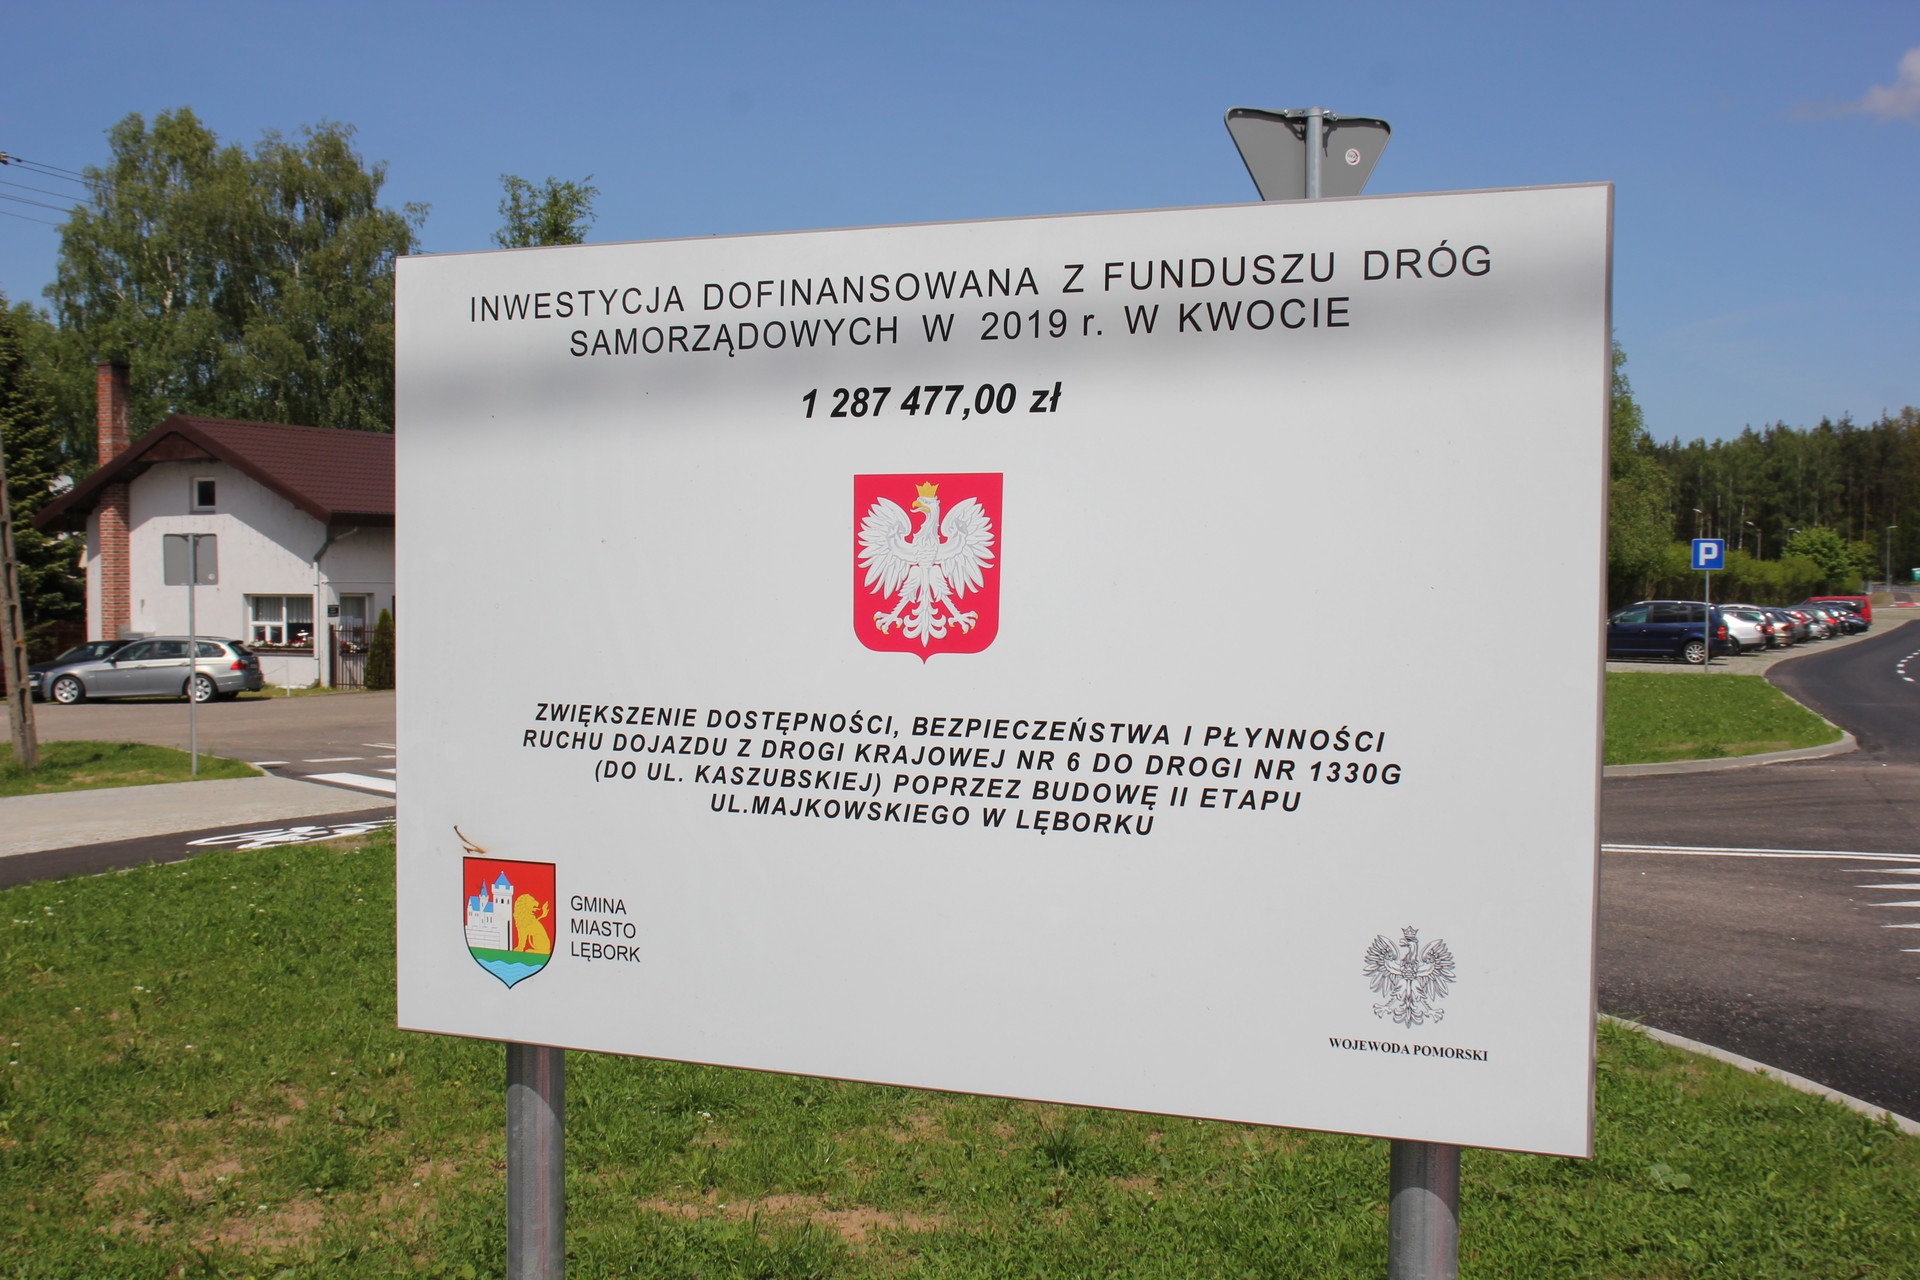 INWESTYCJA DOFINANSOWANA Z FUNDUSZU DRÓG
SAMORZĄDOWYCH W 2019 r. W KWOCIE
1 287 477,00 zł
ZWIĘKSZENIE DOSTĘPNOŚCI, BEZPIECZEŃSTWA I PŁYNNOŚCI
RUCHU DOJAZDU Z DROGI KRAJOWEJ NR 6 DO DROGI NR 1330G
(DO UL. KASZUBSKIEJ) POPRZEZ BUDOWĘ II ETAPU
UL.MAJKOWSKIEGO W LĘBORKU
GMINA
MIASTO
LĘBORK
WOJEWODA POMORSKI
P